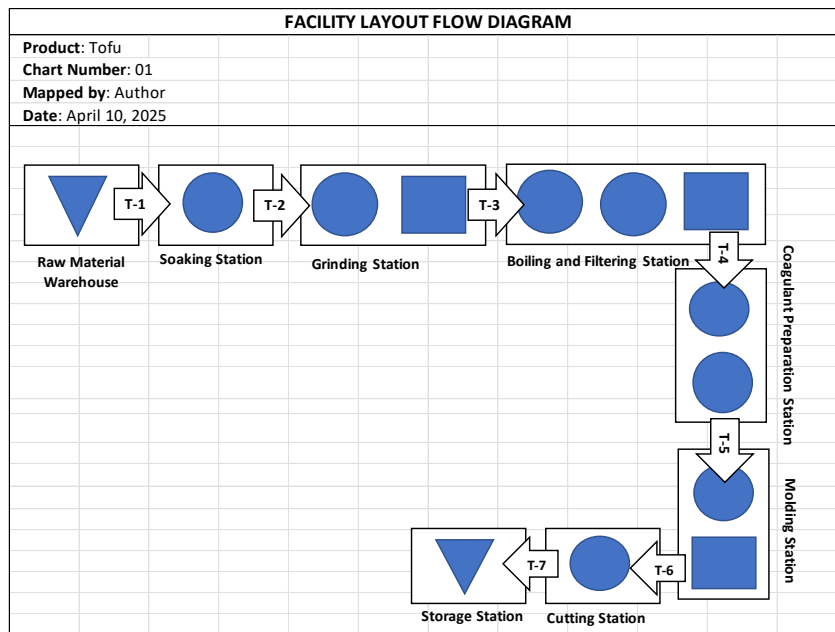 FACILITY LAYOUT FLOW DIAGRAM
Product: Tofu
Chart Number: 01
Mapped by: Author
Date: April 10, 2025
T-1
T-2
T-3
Raw Material
Warehouse
Soaking Station
Grinding Station
Boiling and Filtering Station
T-4
Coagulant Preparation Station
T-5
Molding Station
T-7
T-6
Storage Station
Cutting Station